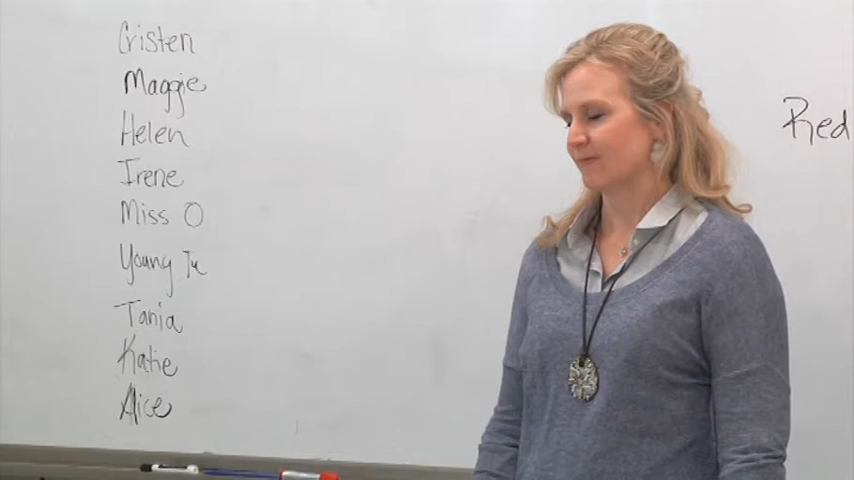 Cristen
Maggie
Helen
Irene
Miss O
Young Ju
Tania
Katie
Alice
Red